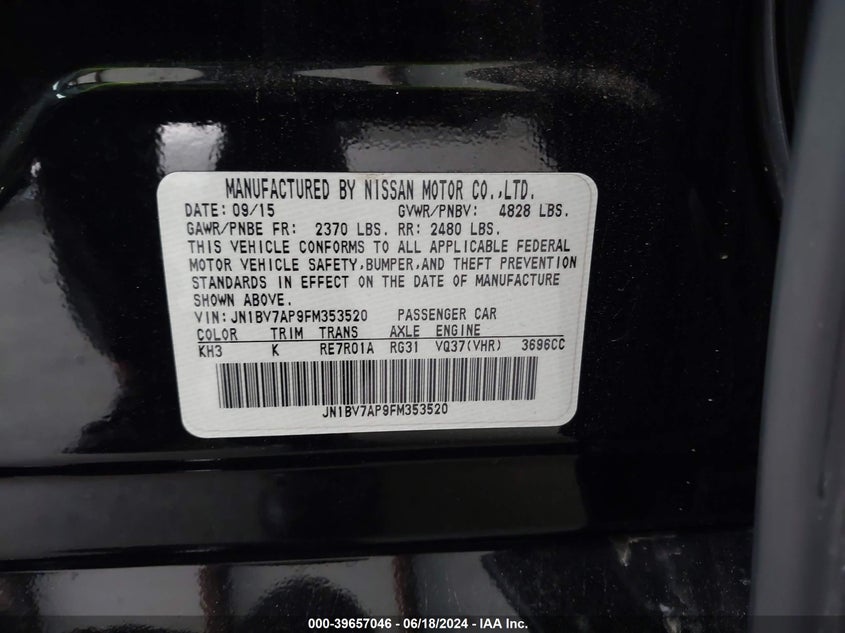 MANUFACTURED BY NISSAN MOTOR CO.,LTD.
DATE: 09/15 GVWR/PNBV: 4828 LBS.
GAWR/PNBE FR: 2370 LBS. RR: 2480 LBS.
THIS VEHICLE CONFORMS TO ALL APPLICABLE FEDERAL
MOTOR VEHICLE SAFETY,BUMPER,AND THEFT PREVENTION
STANDARDS IN EFFECT ON THE DATE OF MANUFACTURE
SHOWN ABOVE.
VIN: JN1BV7AP9FM353520 PASSENGER CAR
COLOR TRIM TRANS AXLE ENGINE
KH3 K RE7R01A RG31 VQ37(VHR) 3696CC
JN1BV7AP9FM353520
000-39657046 - 06/18/2024 - IAA Inc.